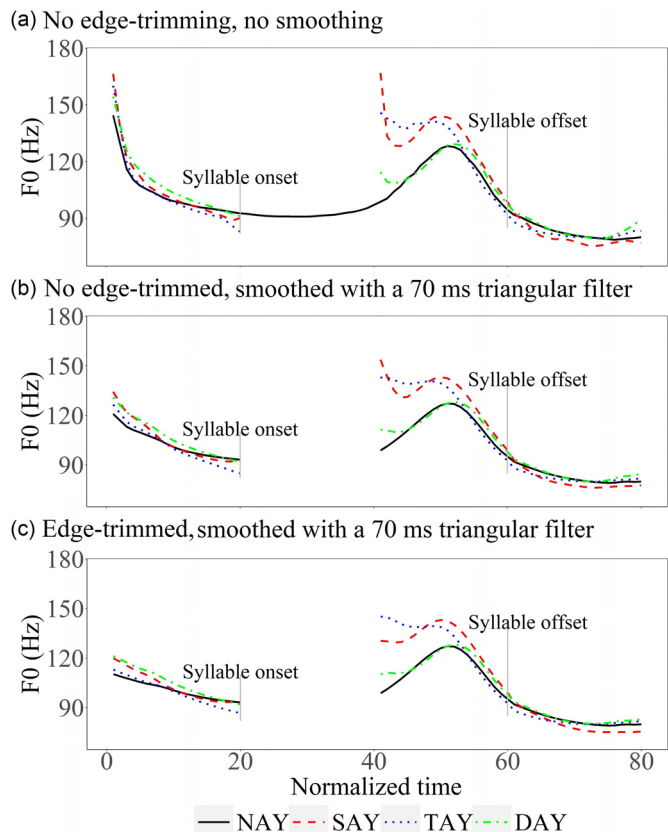 (a) No edge-trimming, no smoothing
180
150
120
90
F0 (Hz)
Syllable onset
Syllable offset
(b) No edge-trimmed, smoothed with a 70 ms triangular filter
180
150
120
90
F0 (Hz)
Syllable onset
Syllable offset
(c) Edge-trimmed, smoothed with a 70 ms triangular filter
180
150
120
90
F0 (Hz)
Syllable onset
Syllable offset
0 20 40 60 80
Normalized time
NAY SAY TAY DAY